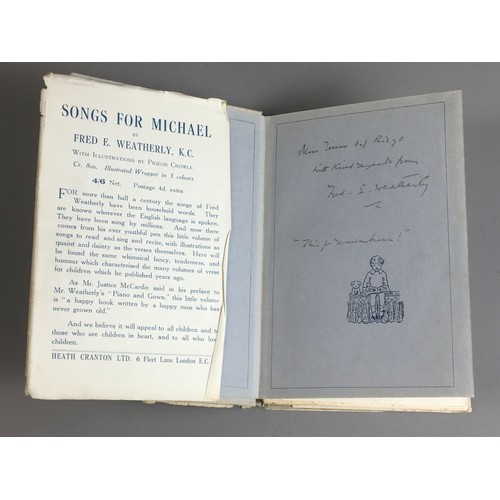 SONGS FOR MICHAEL
BY
FRED E. WEATHERLY, K.C.
WITH ILLUSTRATIONS BY PIGEON CROWLE
Cr. 8vo. Illustrated Wrapper in 3 colours
4/6 Net. Postage 4d. extra
FOR more than half a century the songs of Fred
Weatherly have been household words. They
are known wherever the English language is spoken.
They have been sung by millions. And now there
comes from his ever youthful pen this little volume of
songs to read and sing and recite, with illustrations as
quaint and dainty as the verses themselves. Here will
be found the same whimsical fancy, tenderness, and
humour which characterised the many volumes of verse
for children which he published years ago.
As Mr. Justice McCardie said in his preface to
Mr. Weatherly's "Piano and Gown," this little volume
is "a happy book written by a happy man who has
never grown old."
And we believe it will appeal to all children and to
those who are children in heart, and to all who love
children.
HEATH CRANTON LTD. 6 Fleet Lane London E.C.
Ridge
with kind regards from
Fred. E. Weatherly
"This for remembrance!"